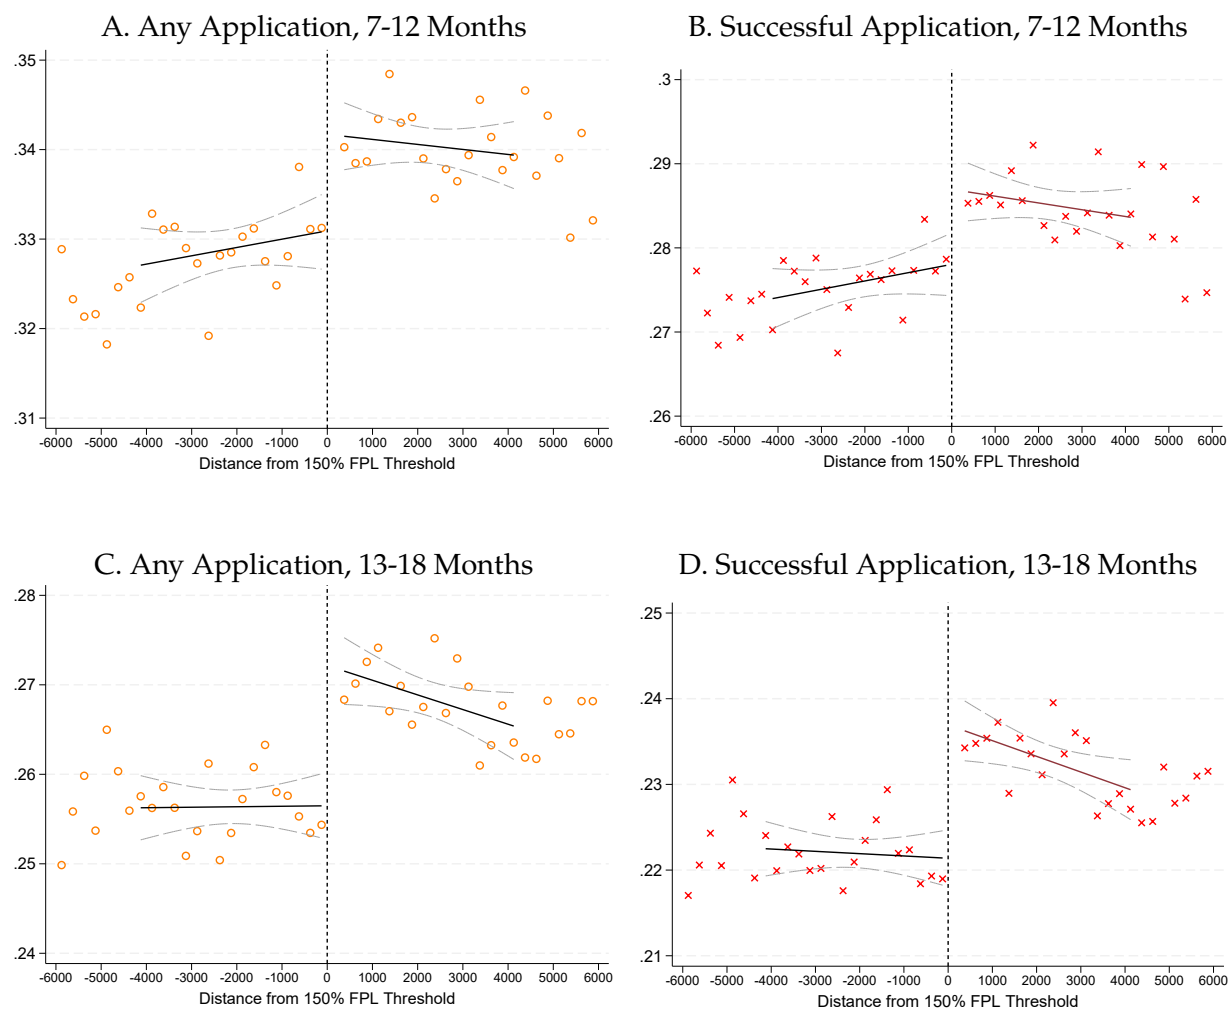 A. Any Application, 7-12 Months
.35
.34
.33
.32
.31
-6000 -5000 -4000 -3000 -2000 -1000 0 1000 2000 3000 4000 5000 6000
Distance from 150% FPL Threshold
B. Successful Application, 7-12 Months
.3
.29
.28
.27
.26
-6000 -5000 -4000 -3000 -2000 -1000 0 1000 2000 3000 4000 5000 6000
Distance from 150% FPL Threshold
C. Any Application, 13-18 Months
.28
.27
.26
.25
.24
-6000 -5000 -4000 -3000 -2000 -1000 0 1000 2000 3000 4000 5000 6000
Distance from 150% FPL Threshold
D. Successful Application, 13-18 Months
.25
.24
.23
.22
.21
-6000 -5000 -4000 -3000 -2000 -1000 0 1000 2000 3000 4000 5000 6000
Distance from 150% FPL Threshold